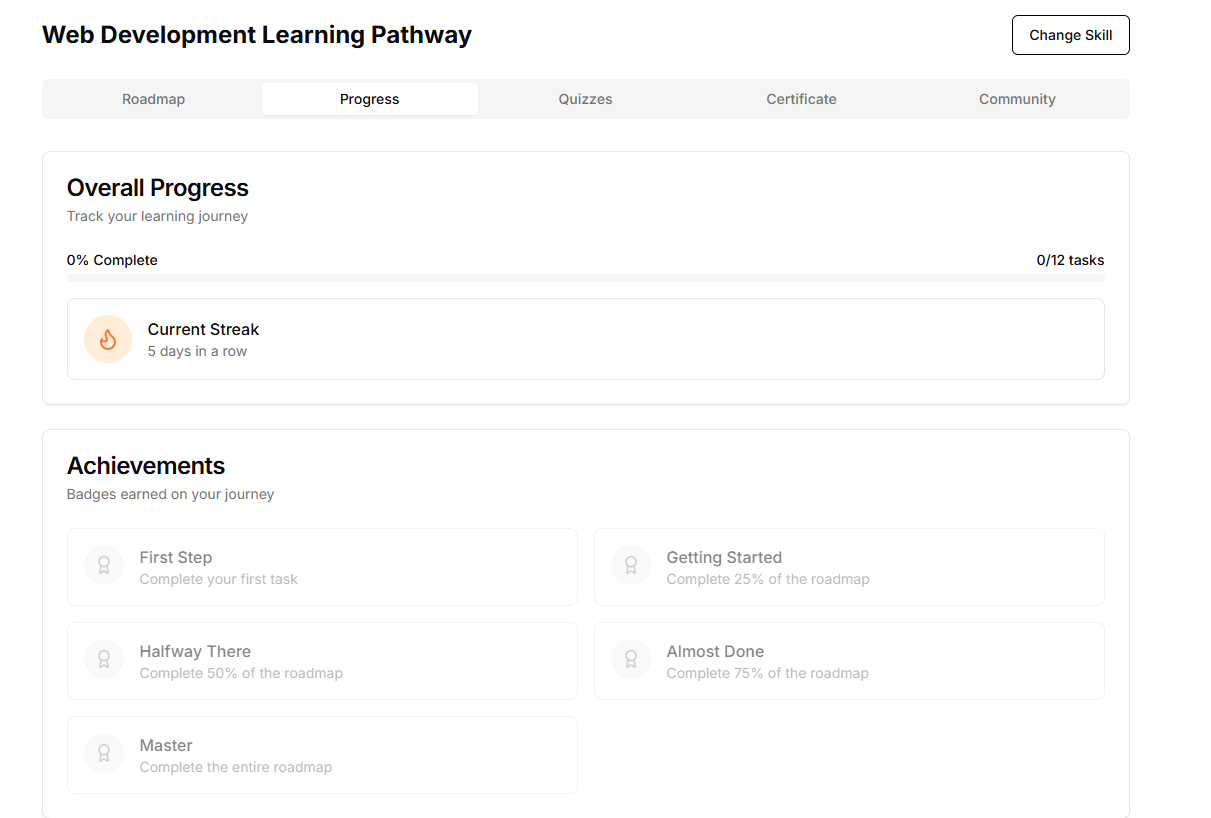 Web Development Learning Pathway
Change Skill
Roadmap Progress Quizzes Certificate Community
Overall Progress
Track your learning journey
0% Complete 0/12 tasks
Current Streak
5 days in a row
Achievements
Badges earned on your journey
First Step
Complete your first task
Getting Started
Complete 25% of the roadmap
Halfway There
Complete 50% of the roadmap
Almost Done
Complete 75% of the roadmap
Master
Complete the entire roadmap